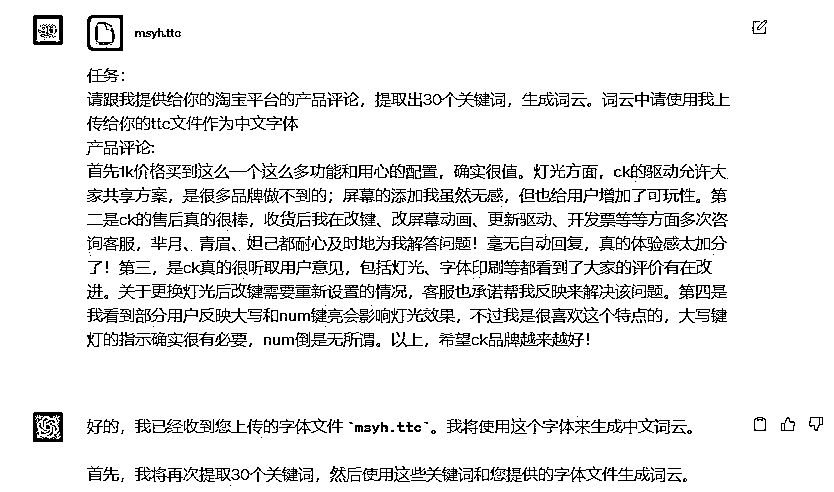 msyh.ttc
任务：
请跟我提供给你的淘宝平台的产品评论，提取出30个关键词，生成词云。词云中请使用我上
传给你的ttc文件作为中文字体
产品评论:
首先1k价格买到这么一个这么多功能和用心的配置，确实很值。灯光方面，ck的驱动允许大
家共享方案，是很多品牌做不到的；屏幕的添加我虽然无感，但也给用户增加了可玩性。第
二是ck的售后真的很棒，收货后我在改键、改屏幕动画、更新驱动、开发票等等方面多次咨
询客服，芈月、青眉、妲己都耐心及时地为我解答问题！毫无自动回复，真的体验感太加分
了！第三，是ck真的很听取用户意见，包括灯光、字体印刷等都看到了大家的评价有在改
进。关于更换灯光后改键需要重新设置的情况，客服也承诺帮我反映来解决该问题。第四是
我看到部分用户反映大写和num键亮会影响灯光效果，不过我是很喜欢这个特点的，大写键
灯的指示确实很有必要，num倒是无所谓。以上，希望ck品牌越来越好！
好的，我已经收到您上传的字体文件 `msyh.ttc`。我将使用这个字体来生成中文词云。
首先，我将再次提取30个关键词，然后使用这些关键词和您提供的字体文件生成词云。